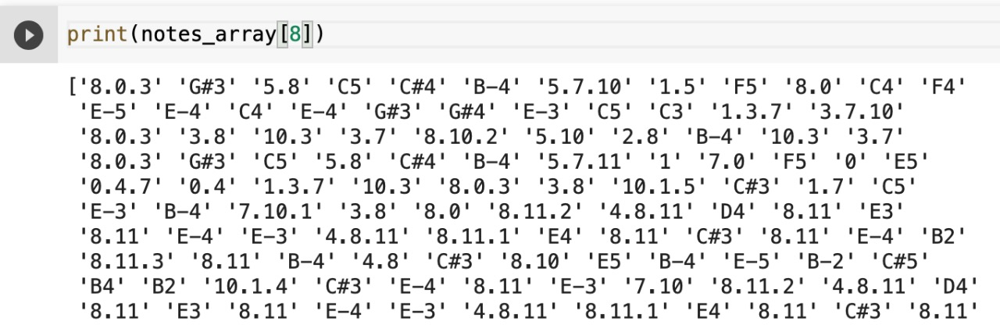 print(notes_array[8])
['8.0.3' 'G#3' '5.8' 'C5' 'C#4' 'B-4' '5.7.10' '1.5' 'F5' '8.0' 'C4' 'F4'
'E-5' 'E-4' 'C4' 'E-4' 'G#3' 'G#4' 'E-3' 'C5' 'C3' '1.3.7' '3.7.10'
'8.0.3' '3.8' '10.3' '3.7' '8.10.2' '5.10' '2.8' 'B-4' '10.3' '3.7'
'8.0.3' 'G#3' 'C5' '5.8' 'C#4' 'B-4' '5.7.11' '1' '7.0' 'F5' '0' 'E5'
'0.4.7' '0.4' '1.3.7' '10.3' '8.0.3' '3.8' '10.1.5' 'C#3' '1.7' 'C5'
'E-3' 'B-4' '7.10.1' '3.8' '8.0' '8.11.2' '4.8.11' 'D4' '8.11' 'E3'
'8.11' 'E-4' 'E-3' '4.8.11' '8.11.1' 'E4' '8.11' 'C#3' '8.11' 'E-4' 'B2'
'8.11.3' '8.11' 'B-4' '4.8' 'C#3' '8.10' 'E5' 'B-4' 'E-5' 'B-2' 'C#5'
'B4' 'B2' '10.1.4' 'C#3' 'E-4' '8.11' 'E-3' '7.10' '8.11.2' '4.8.11' 'D4'
'8.11' 'E3' '8.11' 'E-4' 'E-3' '4.8.11' '8.11.1' 'E4' '8.11' 'C#3' '8.11'